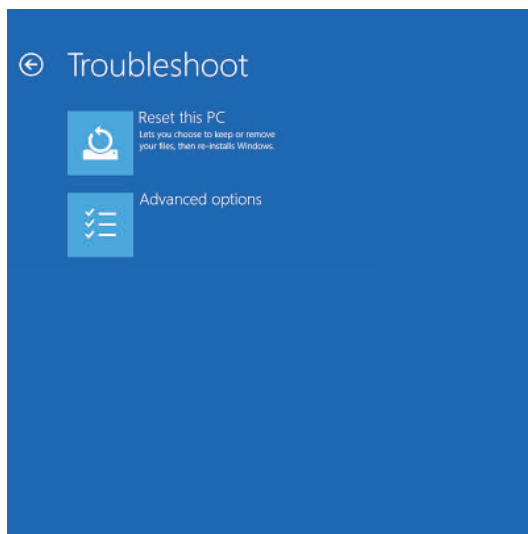 Troubleshoot
Reset this PC
Lets you choose to keep or remove
your files, then re-installs Windows.
Advanced options